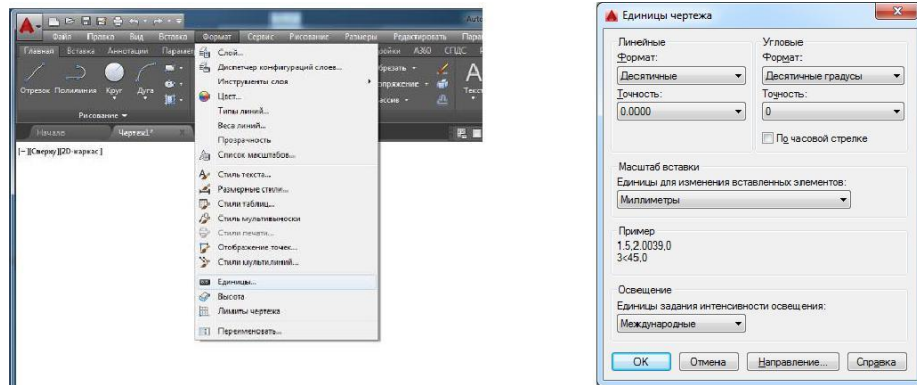 Файл Правка Вид Вставка Формат Сервис Рисование Размеры Редактировать
Главная Вставка Аннотации
A360 СПДС
Отрезок Полилиния Круг Дуга
Рисование
Начало Чертеж1*
[–][Сверху][2D-каркас]
Слой...
Диспетчер конфигураций слоев...
Инструменты слоя
Цвет...
Типы линий...
Веса линий...
Прозрачность
Список масштабов...
Стиль текста...
Размерные стили...
Стили таблиц...
Стиль мультивыноски
Стили печати...
Отображение точек...
Стили мультилиний...
Единицы...
Высота
Лимиты чертежа
Переименовать...
Единицы чертежа
Линейные
Формат:
Десятичные
Точность:
0.0000
Угловые
Формат:
Десятичные градусы
Точность:
0
По часовой стрелке
Масштаб вставки
Единицы для изменения вставленных элементов:
Миллиметры
Пример
1.5,2.0039,0
3<45,0
Освещение
Единицы задания интенсивности освещения:
Международные
OK Отмена Направление... Справка